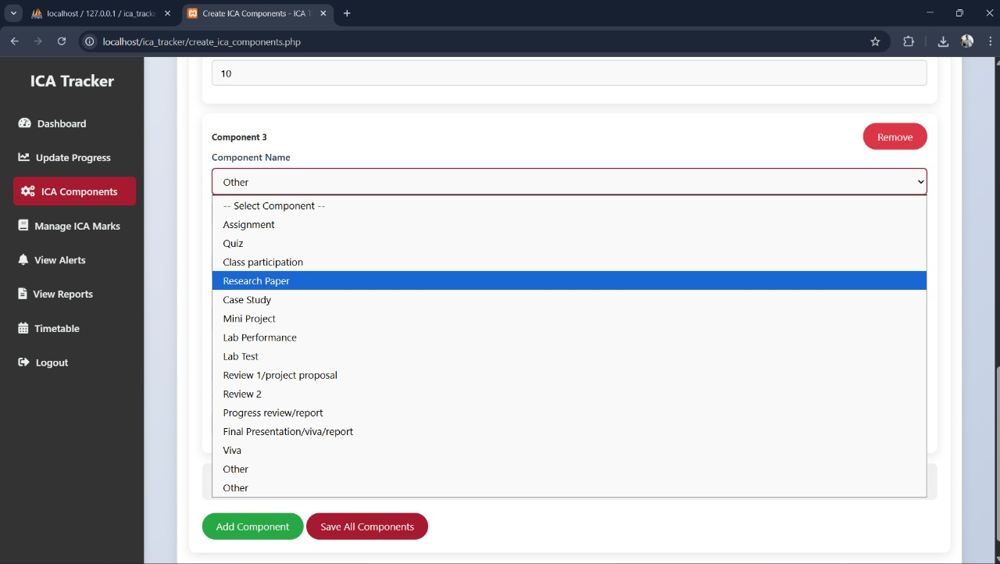 localhost / 127.0.0.1 / ica_track
Create ICA Components - ICA T
localhost/ica_tracker/create_ica_components.php
ICA Tracker
Dashboard
Update Progress
ICA Components
Manage ICA Marks
View Alerts
View Reports
Timetable
Logout
10
Component 3
Remove
Component Name
Other
-- Select Component --
Assignment
Quiz
Class participation
Research Paper
Case Study
Mini Project
Lab Performance
Lab Test
Review 1/project proposal
Review 2
Progress review/report
Final Presentation/viva/report
Viva
Other
Other
Add Component
Save All Components